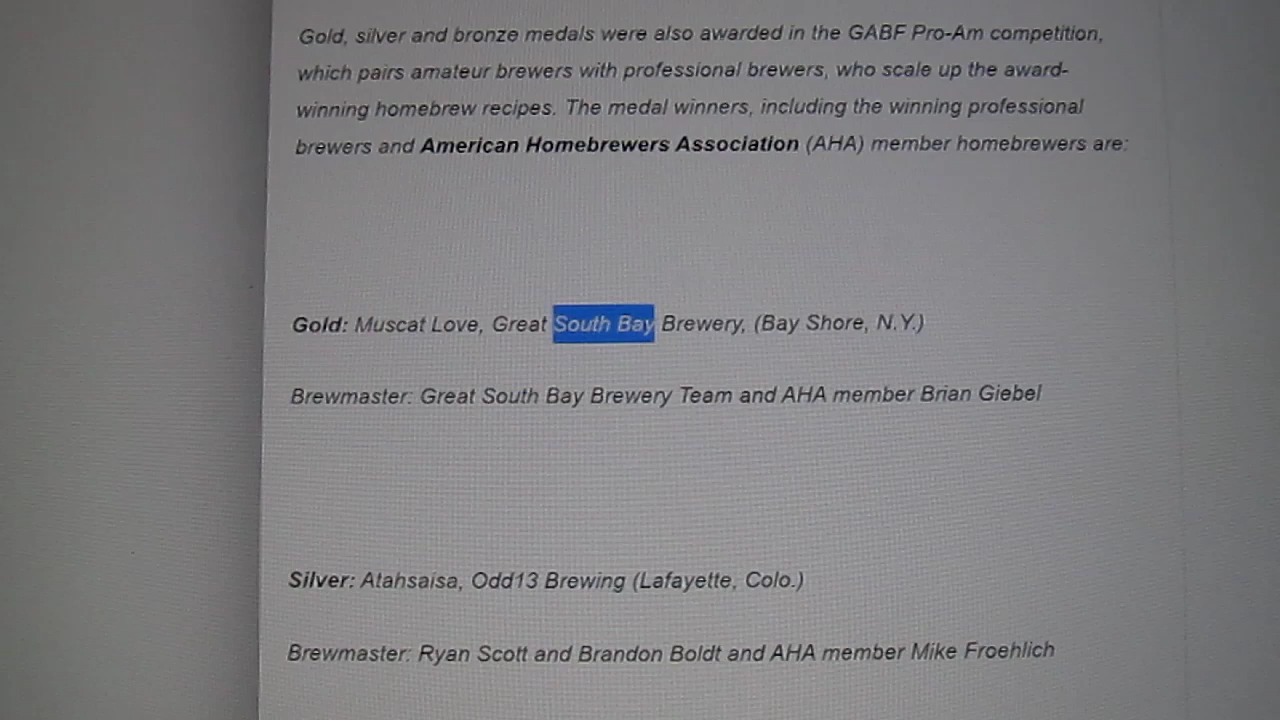 Gold, silver and bronze medals were also awarded in the GABF Pro-Am competition,
which pairs amateur brewers with professional brewers, who scale up the award-
winning homebrew recipes. The medal winners, including the winning professional
brewers and American Homebrewers Association (AHA) member homebrewers are:
Gold: Muscat Love, Great South Bay Brewery, (Bay Shore, N.Y.)
Brewmaster: Great South Bay Brewery Team and AHA member Brian Giebel
Silver: Atahsaisa, Odd13 Brewing (Lafayette, Colo.)
Brewmaster: Ryan Scott and Brandon Boldt and AHA member Mike Froehlich